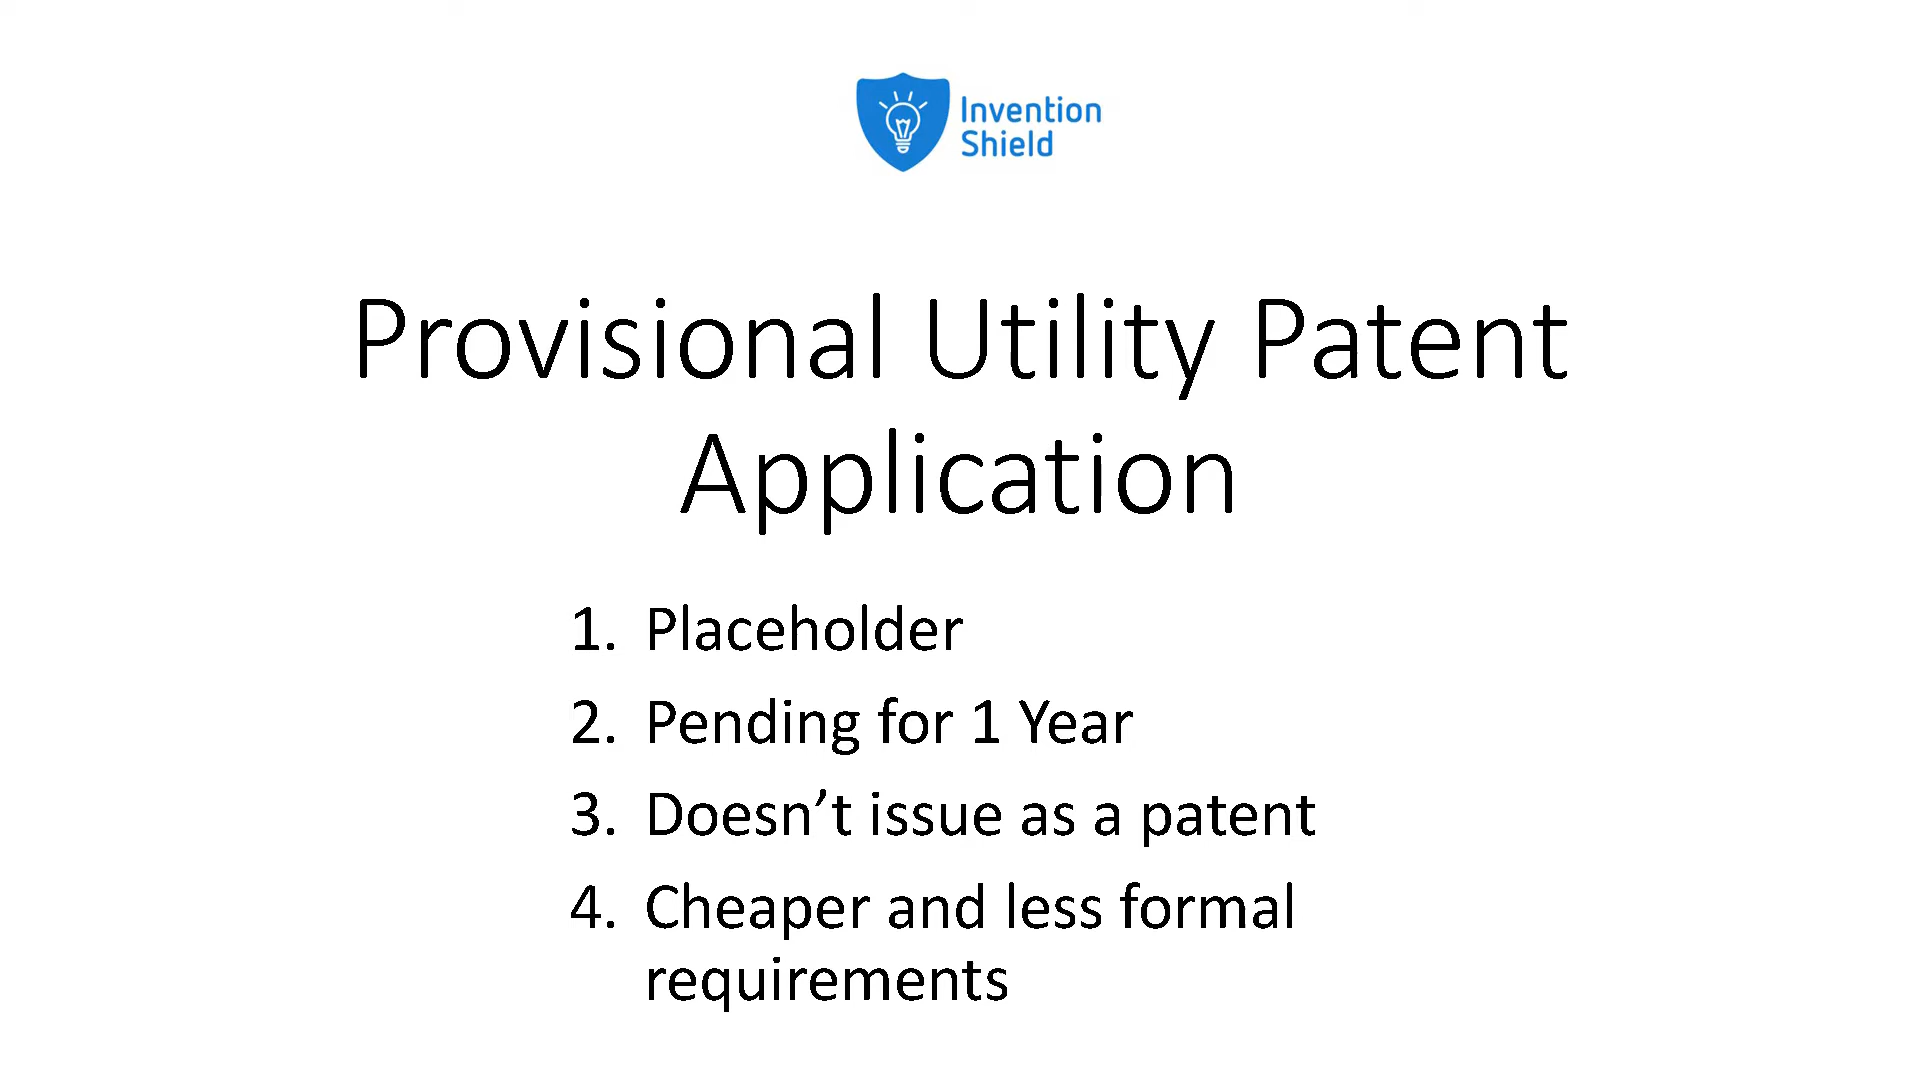 Invention
Shield
Provisional Utility Patent
Application
1. Placeholder
2. Pending for 1 Year
3. Doesn’t issue as a patent
4. Cheaper and less formal
requirements